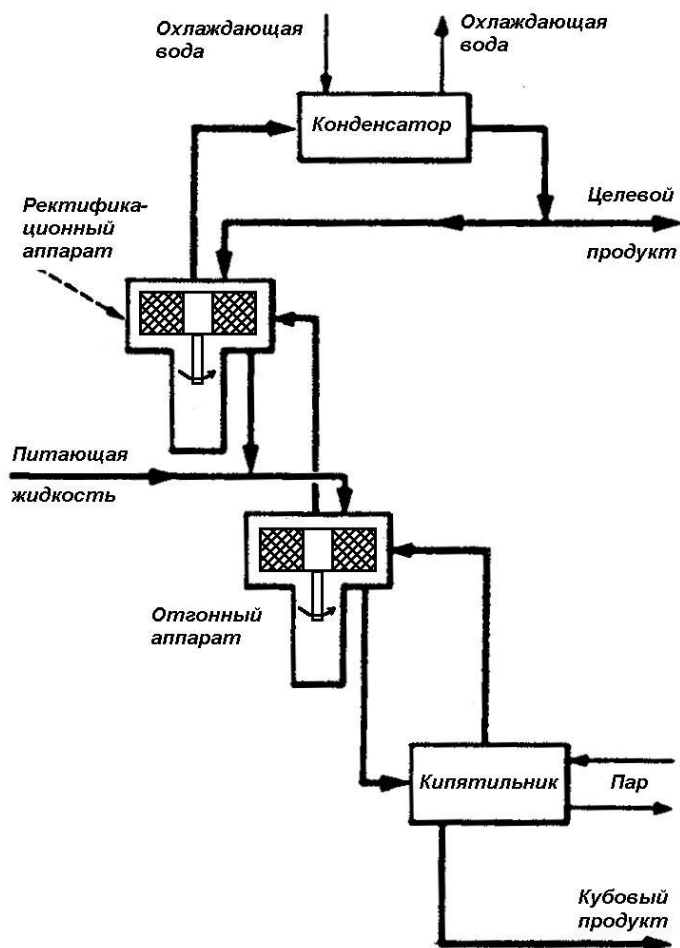 Охлаждающая
вода
Охлаждающая
вода
Конденсатор
Ректифика-
ционный
аппарат
Целевой
продукт
Питающая
жидкость
Отгонный
аппарат
Кипятильник
Пар
Кубовый
продукт